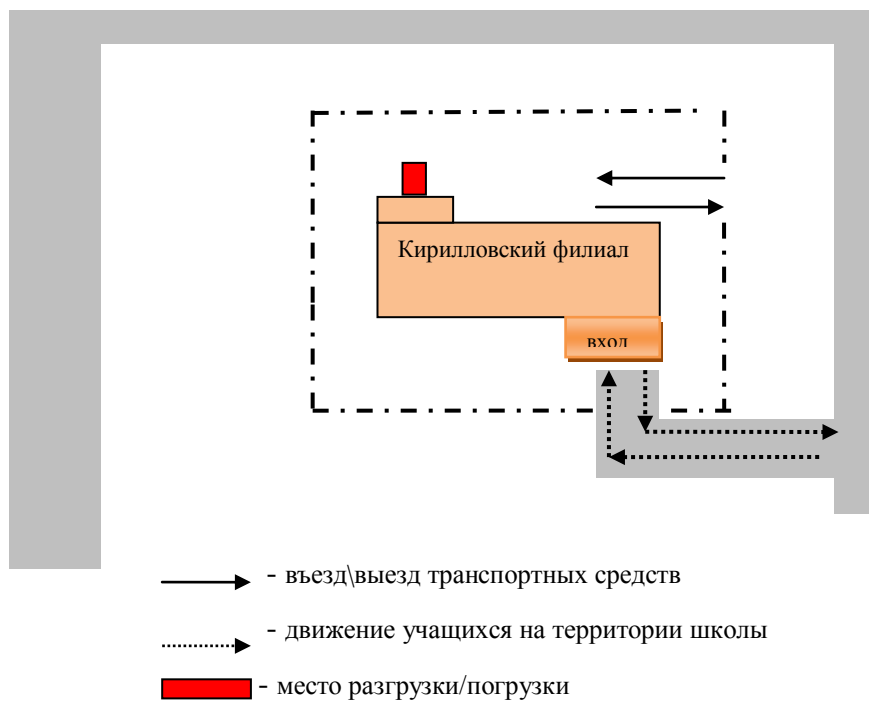 Кирилловский филиал
вход
- въезд\выезд транспортных средств
- движение учащихся на территории школы
- место разгрузки/погрузки